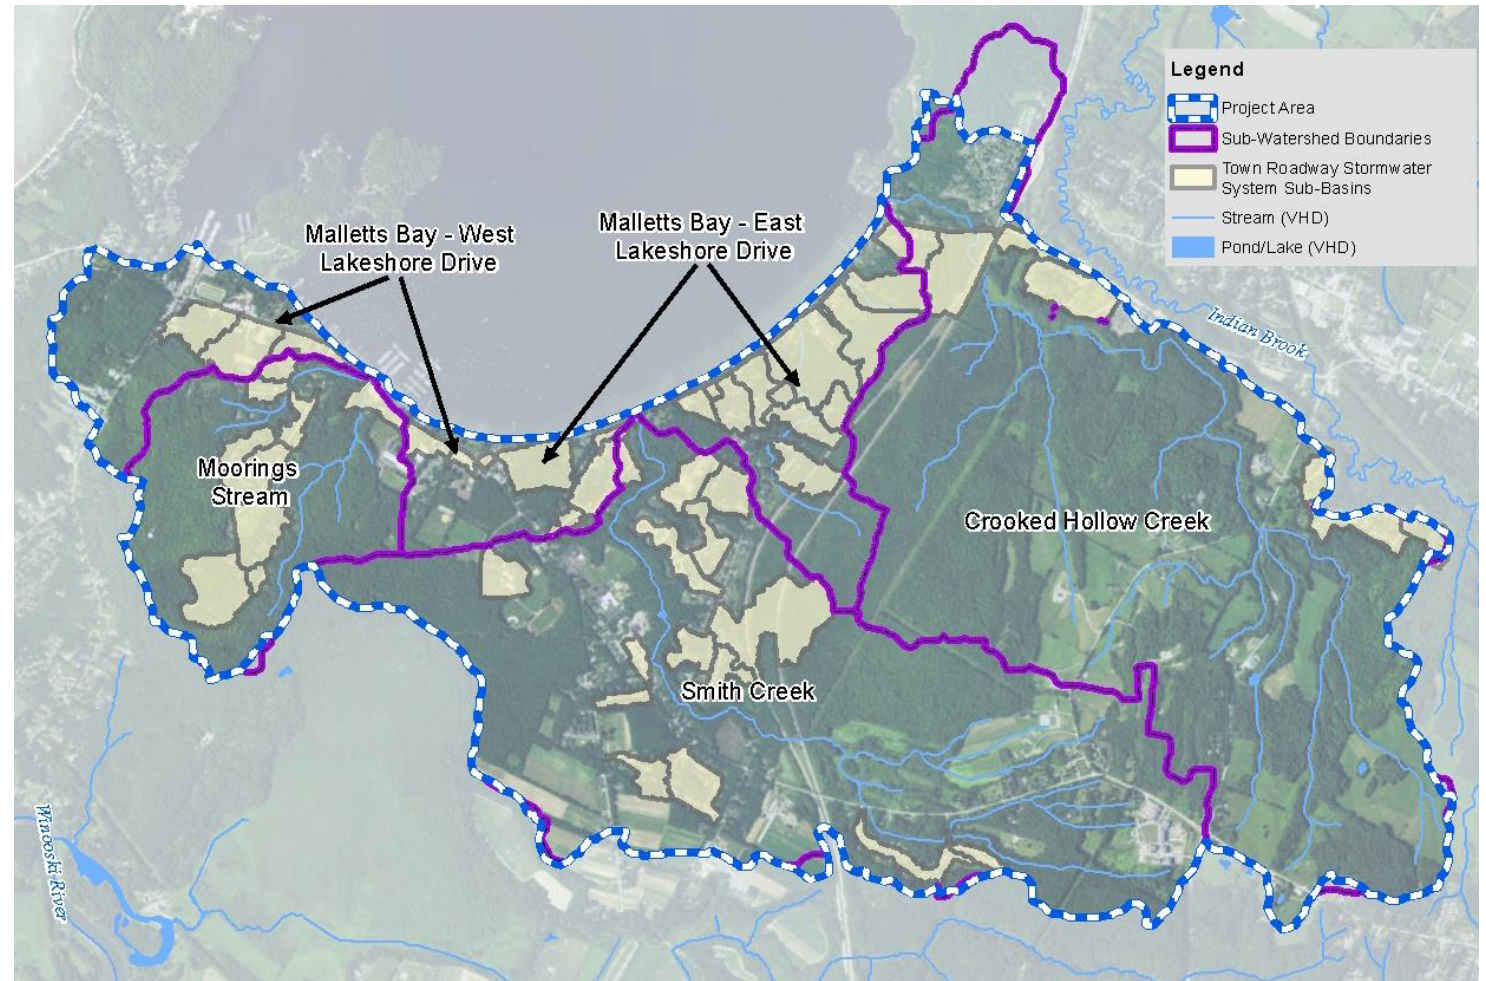 Legend
Project Area
Sub-Watershed Boundaries
Town Roadway Stormwater
System Sub-Basins
Stream (VHD)
Pond/Lake (VHD)
Malletts Bay - West
Lakeshore Drive
Malletts Bay - East
Lakeshore Drive
Indian Brook
Moorings
Stream
Crooked Hollow Creek
Smith Creek
Winooski River